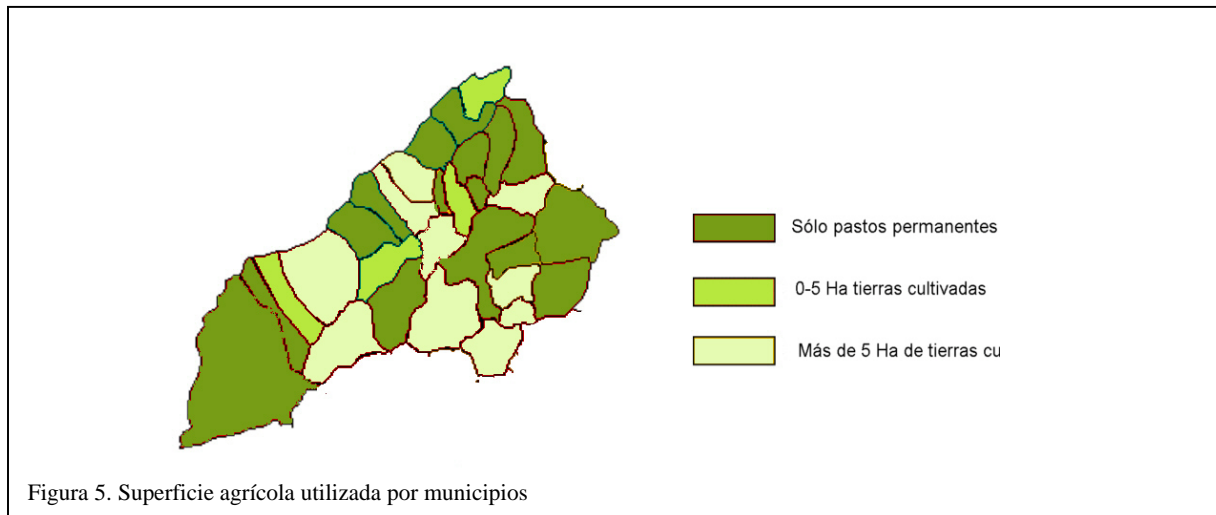 Sólo pastos permanentes
0-5 Ha tierras cultivadas
Más de 5 Ha de tierras cu
Figura 5. Superficie agrícola utilizada por municipios